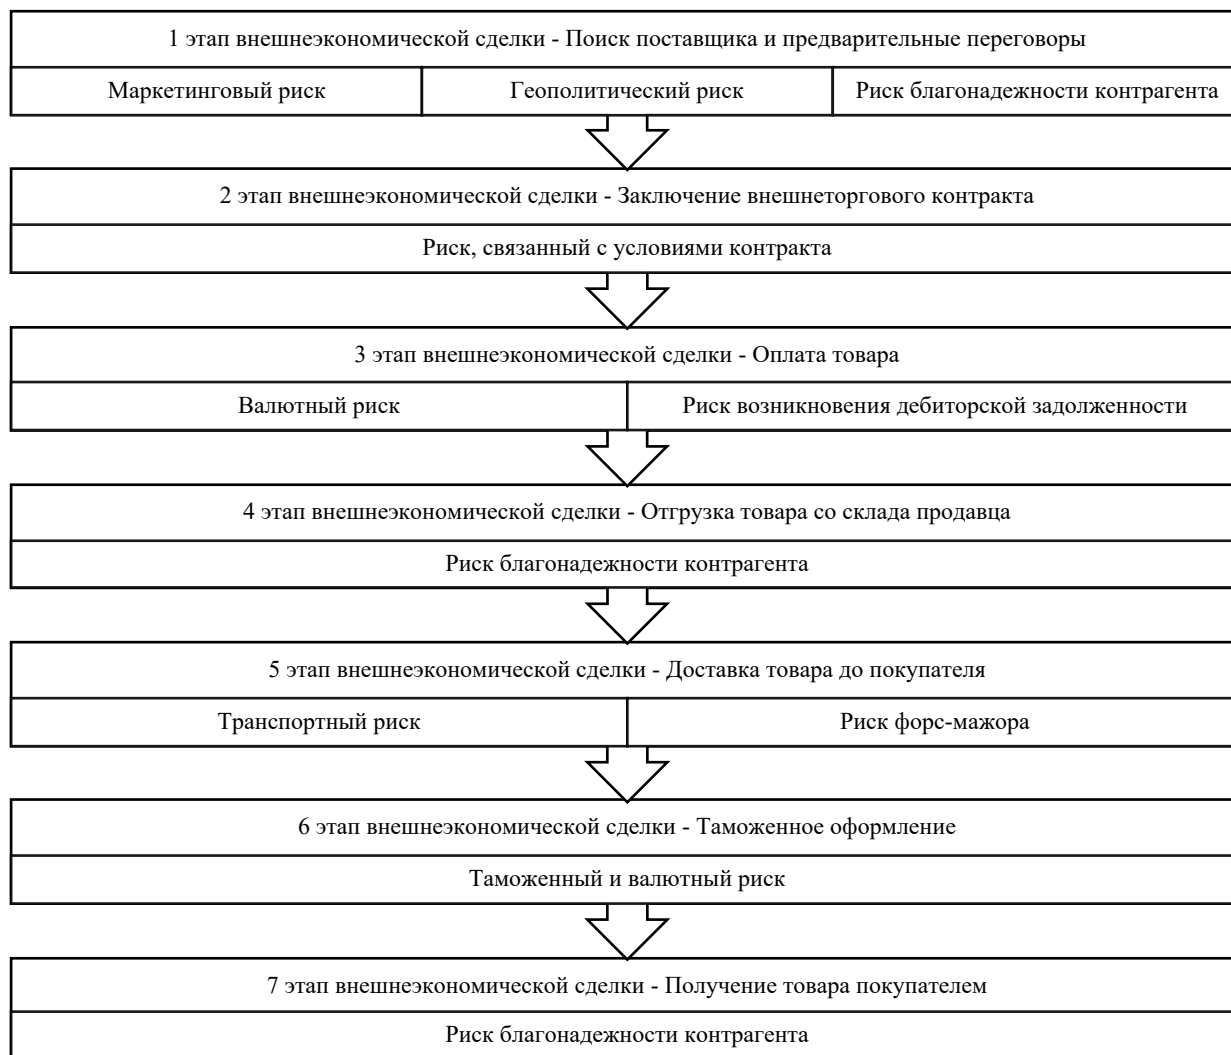 1 этап внешнеэкономической сделки - Поиск поставщика и предварительные переговоры
Маркетинговый риск
Геополитический риск
Риск благонадежности контрагента
2 этап внешнеэкономической сделки - Заключение внешнеторгового контракта
Риск, связанный с условиями контракта
3 этап внешнеэкономической сделки - Оплата товара
Валютный риск
Риск возникновения дебиторской задолженности
4 этап внешнеэкономической сделки - Отгрузка товара со склада продавца
Риск благонадежности контрагента
5 этап внешнеэкономической сделки - Доставка товара до покупателя
Транспортный риск
Риск форс-мажора
6 этап внешнеэкономической сделки - Таможенное оформление
Таможенный и валютный риск
7 этап внешнеэкономической сделки - Получение товара покупателем
Риск благонадежности контрагента